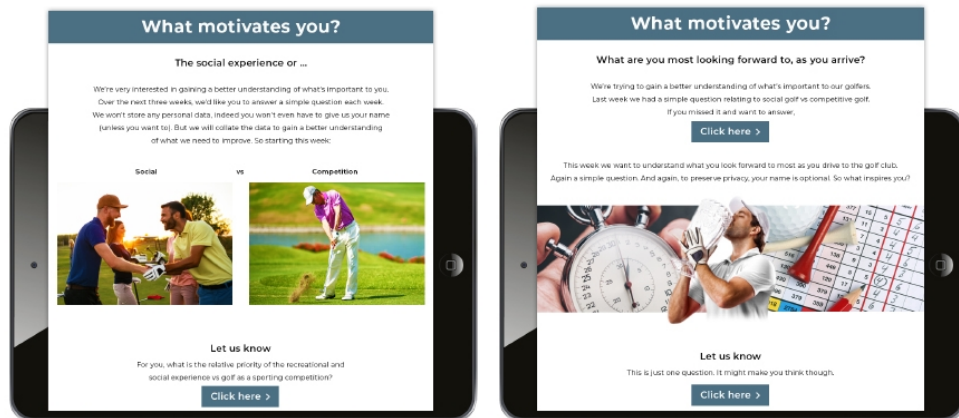 What motivates you?
The social experience or ...
We're very interested in gaining a better understanding of what's important to you.
Over the next three weeks, we'd like you to answer a simple question each week.
We won't store any personal data, indeed you won't even have to give us your name
(unless you want to). But we will collate the data to gain a better understanding
of what we need to improve. So starting this week:
Social vs Competition
Let us know
For you, what is the relative priority of the recreational and
social experience vs golf as a sporting competition?
Click here >
What motivates you?
What are you most looking forward to, as you arrive?
We're trying to gain a better understanding of what's important to our golfers.
Last week we had a simple question relating to social golf vs competitive golf.
If you missed it and want to answer,
Click here >
This week we want to understand what you look forward to most as you drive to the golf club.
Again a simple question. And again, to preserve privacy, your name is optional. So what inspires you?
Let us know
This is just one question. It might make you think though.
Click here >